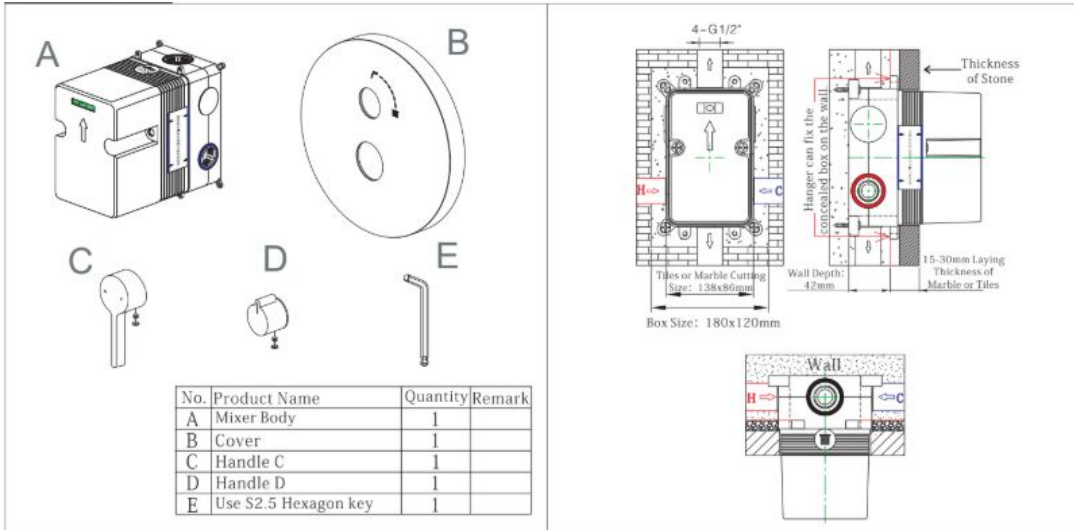 A
B
C
D
E
No. Product Name Quantity Remark
A Mixer Body 1
B Cover 1
C Handle C 1
D Handle D 1
E Use S2.5 Hexagon key 1
4-G1/2"
H
C
Tiles or Marble Cutting
Size: 138x86mm
Box Size: 180x120mm
Thickness
of Stone
Hanger can fix the
concealed box on the wall.
Wall Depth:
42mm
15-30mm Laying
Thickness of
Marble or Tiles
Wall
H
C